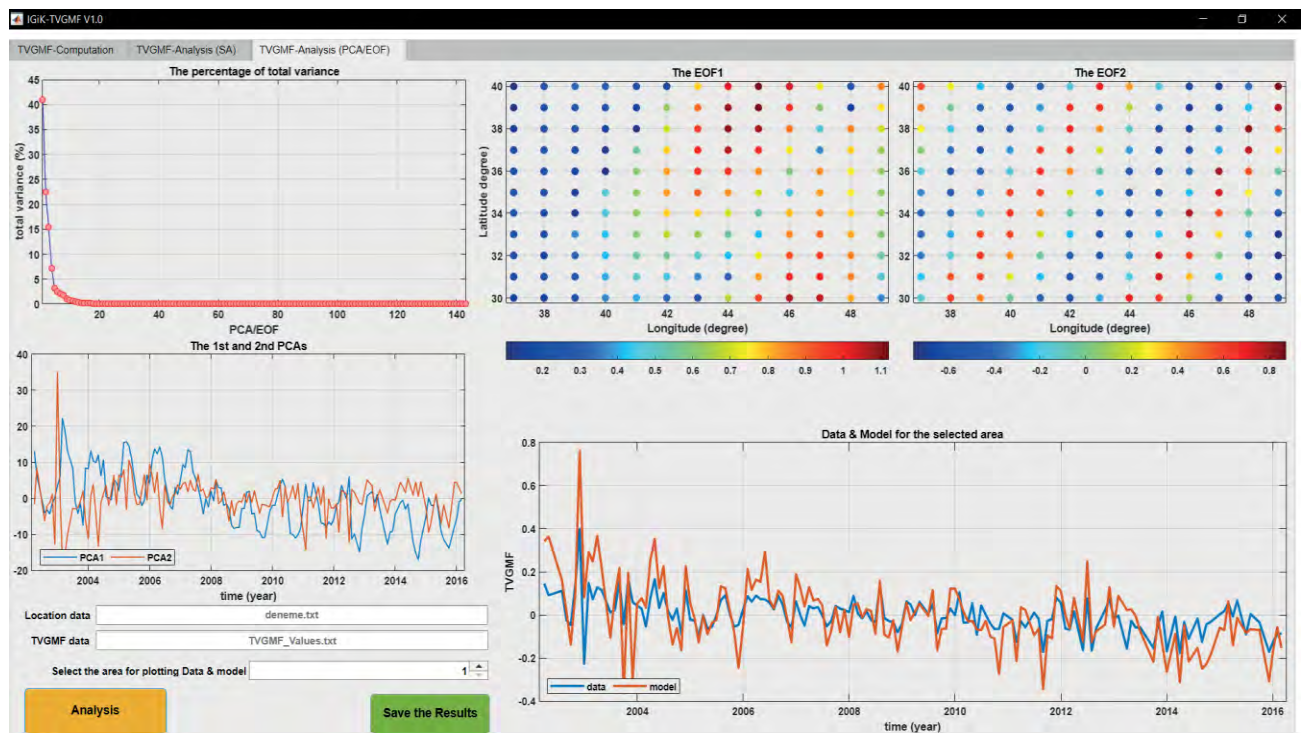 IGiK-TVGMF V1.0
TVGMF-Computation TVGMF-Analysis (SA) TVGMF-Analysis (PCA/EOF)
The percentage of total variance
total variance (%)
45
40
35
30
25
20
15
10
5
0
20 40 60 80 100 120 140
PCA/EOF
The EOF1
Latitude (degree)
40
38
36
34
32
30
38 40 42 44 46 48
Longitude (degree)
0.2 0.3 0.4 0.5 0.6 0.7 0.8 0.9 1 1.1
The EOF2
40
38
36
34
32
30
38 40 42 44 46 48
Longitude (degree)
-0.6 -0.4 -0.2 0 0.2 0.4 0.6 0.8
The 1st and 2nd PCAs
40
30
20
10
0
-10
-20
PCA1 PCA2
2004 2006 2008 2010 2012 2014 2016
time (year)
Data & Model for the selected area
TVGMF
0.8
0.6
0.4
0.2
0
-0.2
-0.4
data model
2004 2006 2008 2010 2012 2014 2016
time (year)
Location data deneme.txt
TVGMF data TVGMF_Values.txt
Select the area for plotting Data & model 1
Analysis
Save the Results